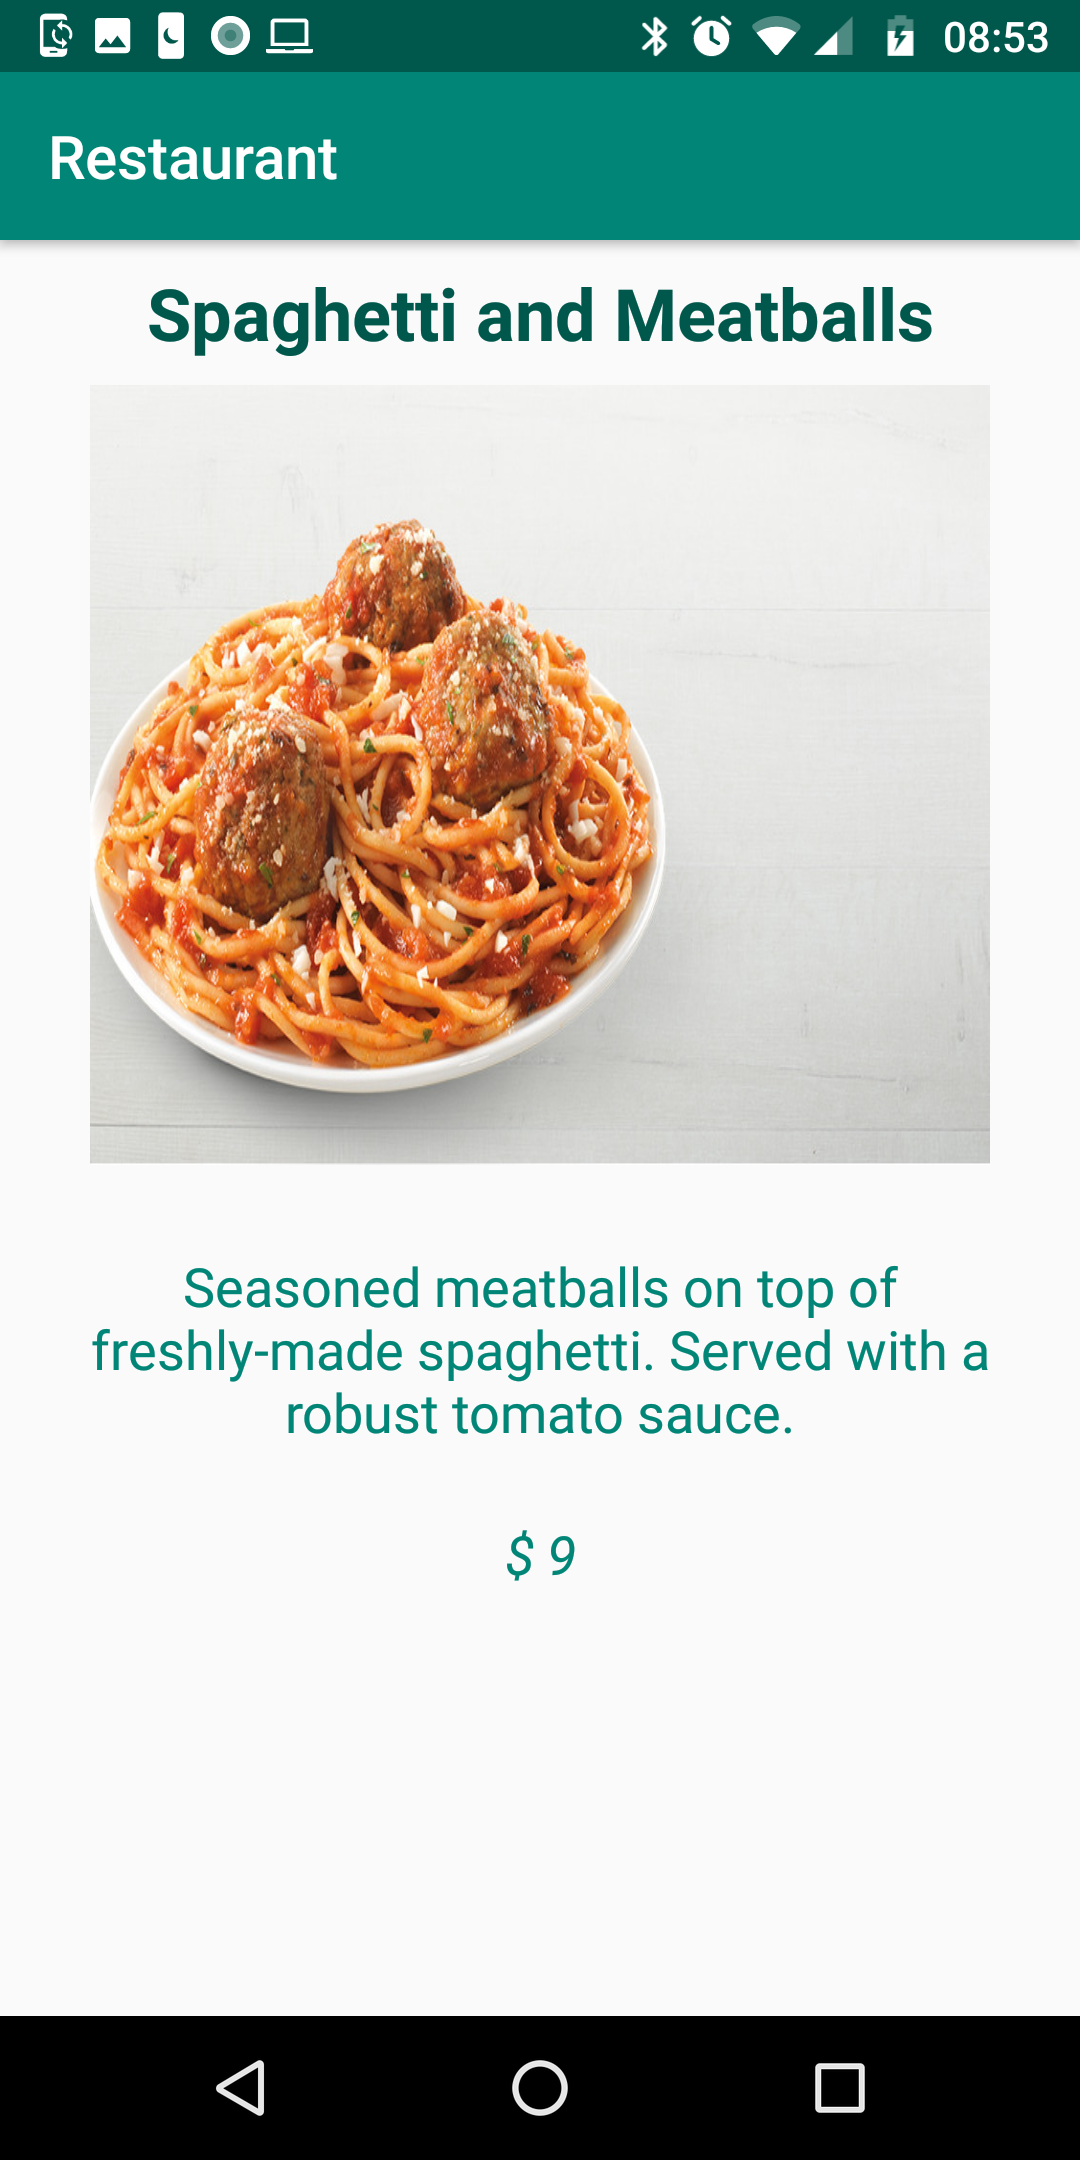 08:53
Restaurant
Spaghetti and Meatballs
Seasoned meatballs on top of
freshly-made spaghetti. Served with a
robust tomato sauce.
$ 9